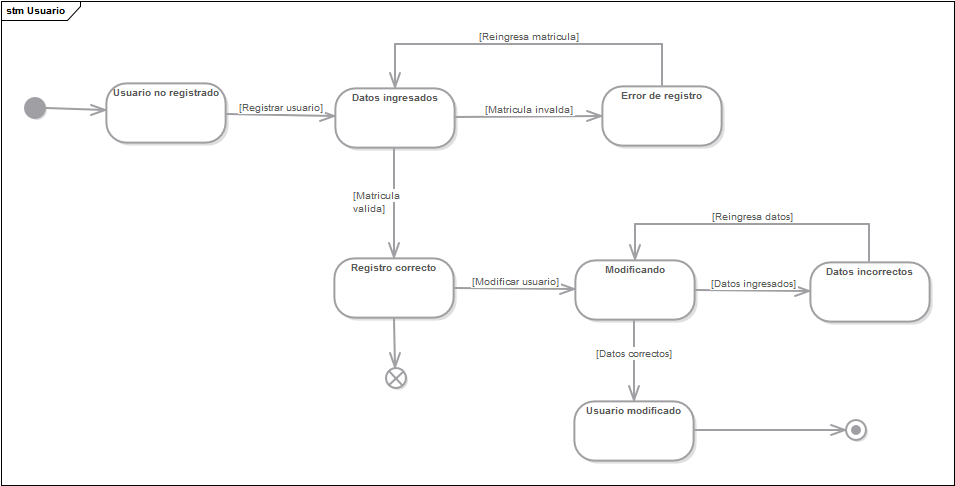 stm Usuario
[Reingresa matricula]
Usuario no registrado
Datos ingresados
Error de registro
[Registrar usuario]
[Matricula invalda]
[Matricula
valida]
[Reingresa datos]
Registro correcto
Modificando
Datos incorrectos
[Modificar usuario]
[Datos ingresados]
[Datos correctos]
Usuario modificado